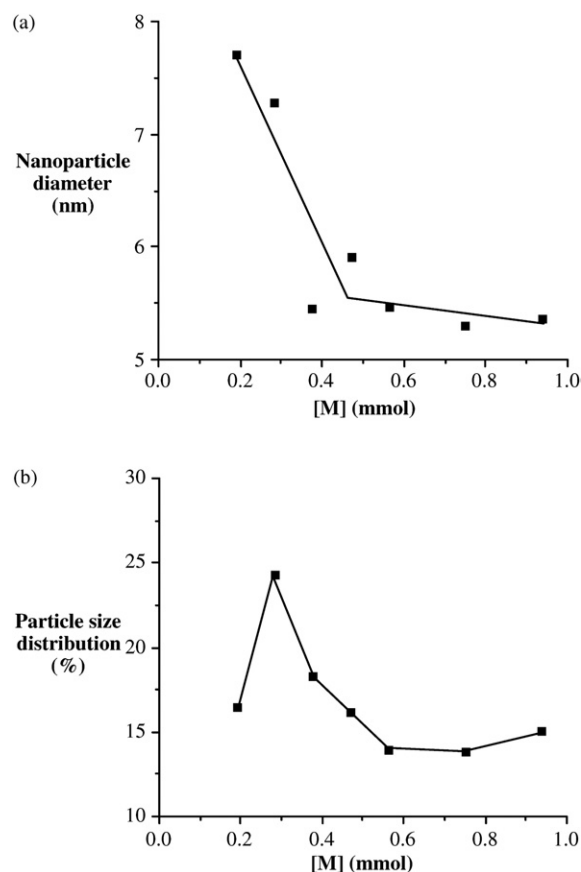 (a)
8
7
6
5
Nanoparticle
diameter
(nm)
0.0 0.2 0.4 0.6 0.8 1.0
[M] (mmol)
(b)
30
25
20
15
10
Particle size
distribution
(%)
0.0 0.2 0.4 0.6 0.8 1.0
[M] (mmol)